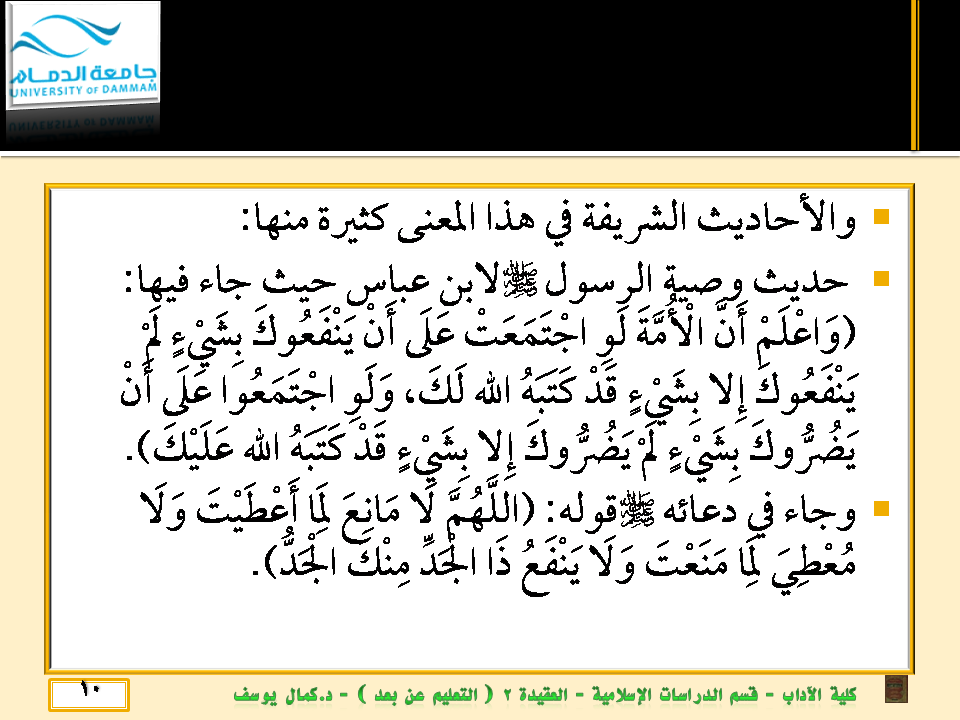 جامعة الدمام
UNIVERSITY OF DAMMAM
والأحاديث الشريفة في هذا المعنى كثيرة منها:
حديث وصية الرسول ﷺ لابن عباس حيث جاء فيها:
(وَاعْلَمْ أَنَّ الْأُمَّةَ لَوِ اجْتَمَعَتْ عَلَى أَنْ يَنْفَعُوكَ بِشَيْءٍ لَمْ
يَنْفَعُوكَ إِلا بِشَيْءٍ قَدْ كَتَبَهُ الله لَكَ، وَلَوِ اجْتَمَعُوا عَلَى أَنْ
يَضُرُّوكَ بِشَيْءٍ لَمْ يَضُرُّوكَ إِلا بِشَيْءٍ قَدْ كَتَبَهُ الله عَلَيْكَ).
وجاء في دعائه ﷺ قوله: (اللَّهُمَّ لَا مَانِعَ لِمَا أَعْطَيْتَ وَلَا
مُعْطِيَ لِمَا مَنَعْتَ وَلَا يَنْفَعُ ذَا الْجَدِّ مِنْكَ الْجَدُّ).
كلية الآداب - قسم الدراسات الإسلامية - العقيدة ٢ ( التعليم عن بعد ) - د.كمال يوسف
١٠